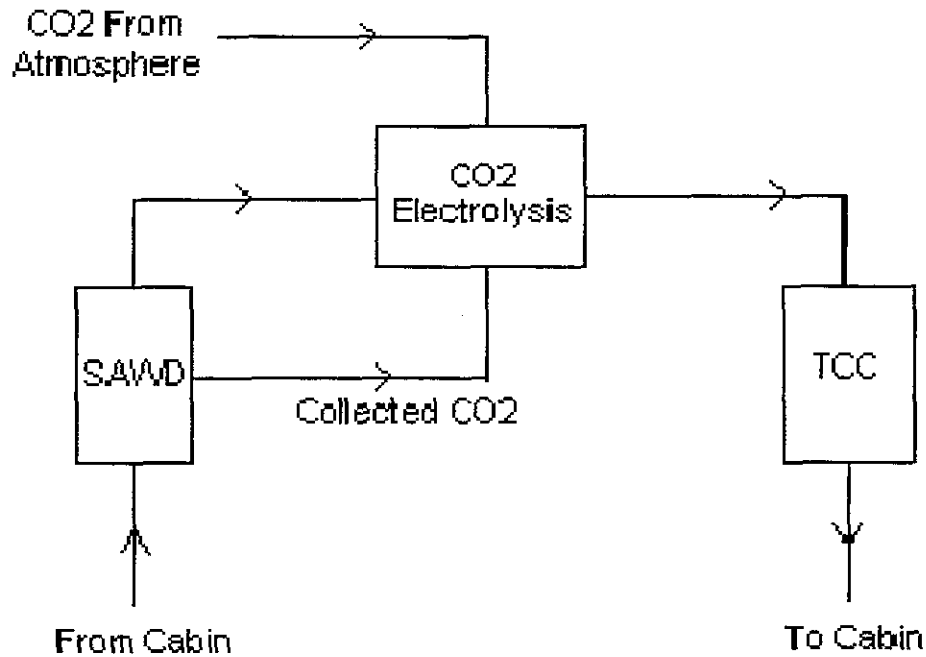 CO2 From
Atmosphere
CO2
Electrolysis
SAWD
TCC
Collected CO2
From Cabin
To Cabin